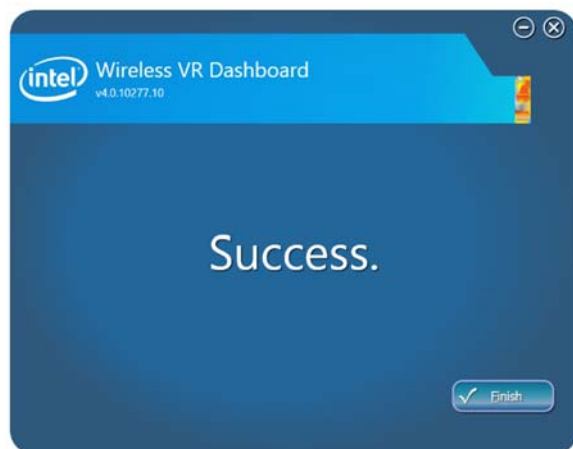 intel
Wireless VR Dashboard
v4.0.10277.10
Success.
Finish